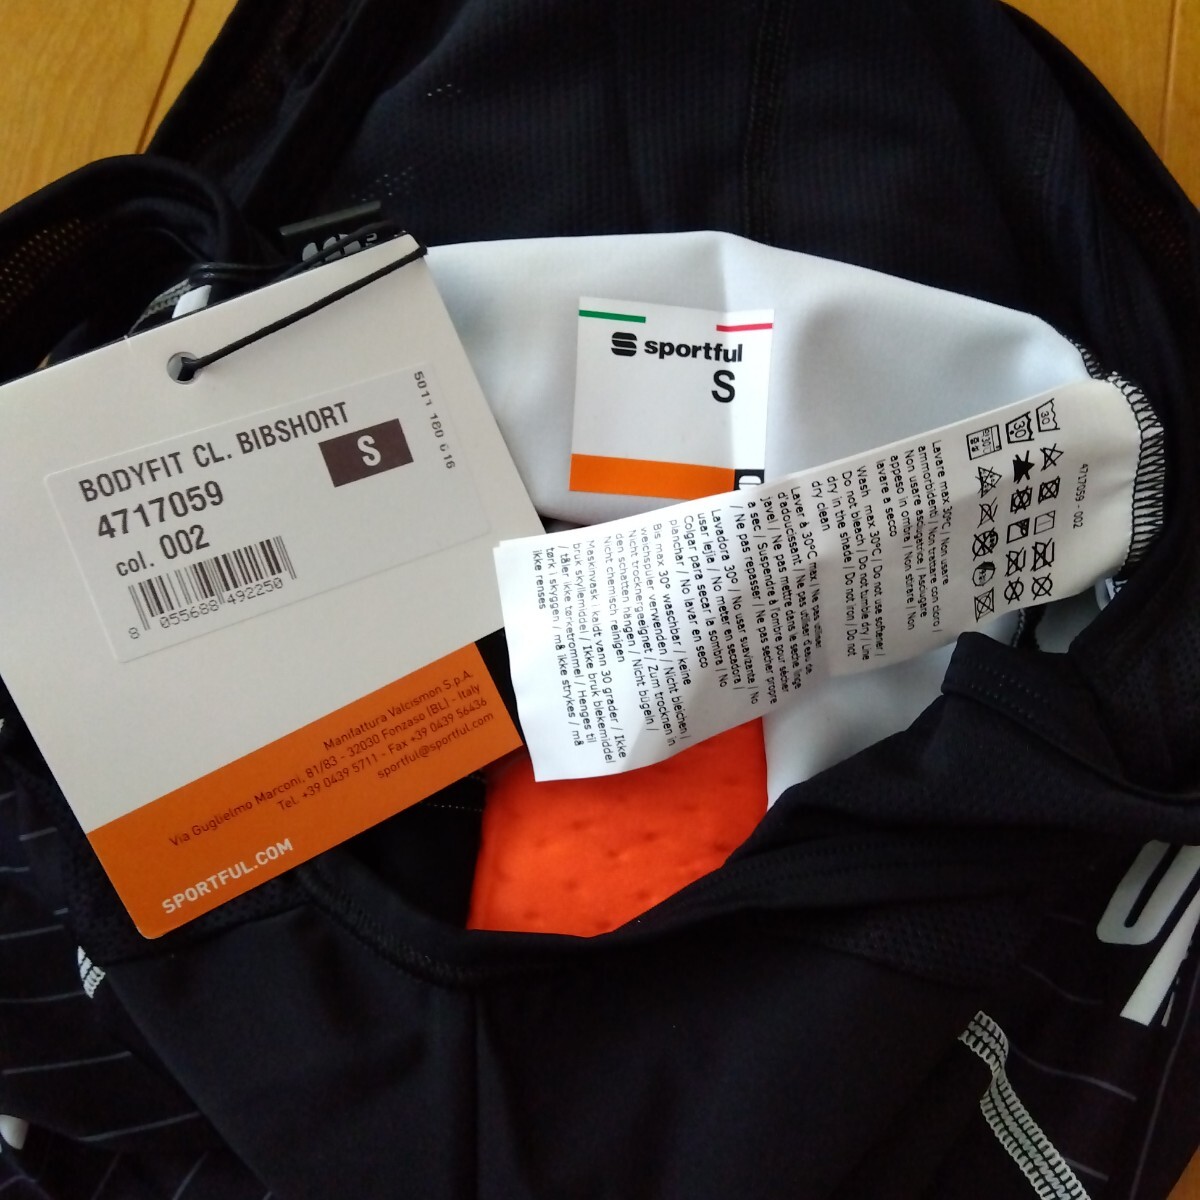 BODYFIT CL. BIBSHORT
4717059
col. 002
S
5011 160 616
8 055688 492250
Manifattura Valcismon S.p.A.
Via Guglielmo Marconi, 81/83 - 32030 Fonzaso (BL) - Italy
Tel. +39 0439 5711 - Fax +39 0439 56436
sportful@sportful.com
SPORTFUL.COM
sportful
S
30
30
30°C
4717059 - 002
Lavare max 30°C / Non usare
ammorbidenti / Non trattare con cloro /
Non usare asciugatrice / Asciugare
appeso in ombra / Non stirare / Non
lavare a secco
Wash max 30°C / Do not use softener /
Do not bleach / Do not tumble dry / Line
dry in the shade / Do not iron / Do not
dry clean
Laver à 30°C max / Ne pas utiliser
d'adoucissant / Ne pas utiliser d'eau de
javel / Ne pas mettre dans le seche linge
/ Suspendre à l'ombre pour sécher
/ Ne pas repasser / Ne pas sécher propre
a sec
Lavadora 30° / No usar suavizante / No
usar lejia / No meter en secadora /
Colgar para secar la sombra / No
planchar / No lavar en seco
Bis max 30° waschbar / keine
weichspüler verwenden / Nicht bleichen /
Nicht trocknergeeignet / Zum trocknen in
den schatten hängen / Nicht bügeln /
Nicht chemisch reinigen
Maskinvask i kaldt vann 30 grader / Ikke
bruk skyllemiddel / Ikke bruk blekemiddel
/ tåler ikke tørketrommel / Henges til
tørk i skyggen / må ikke strykes / må
ikke renses